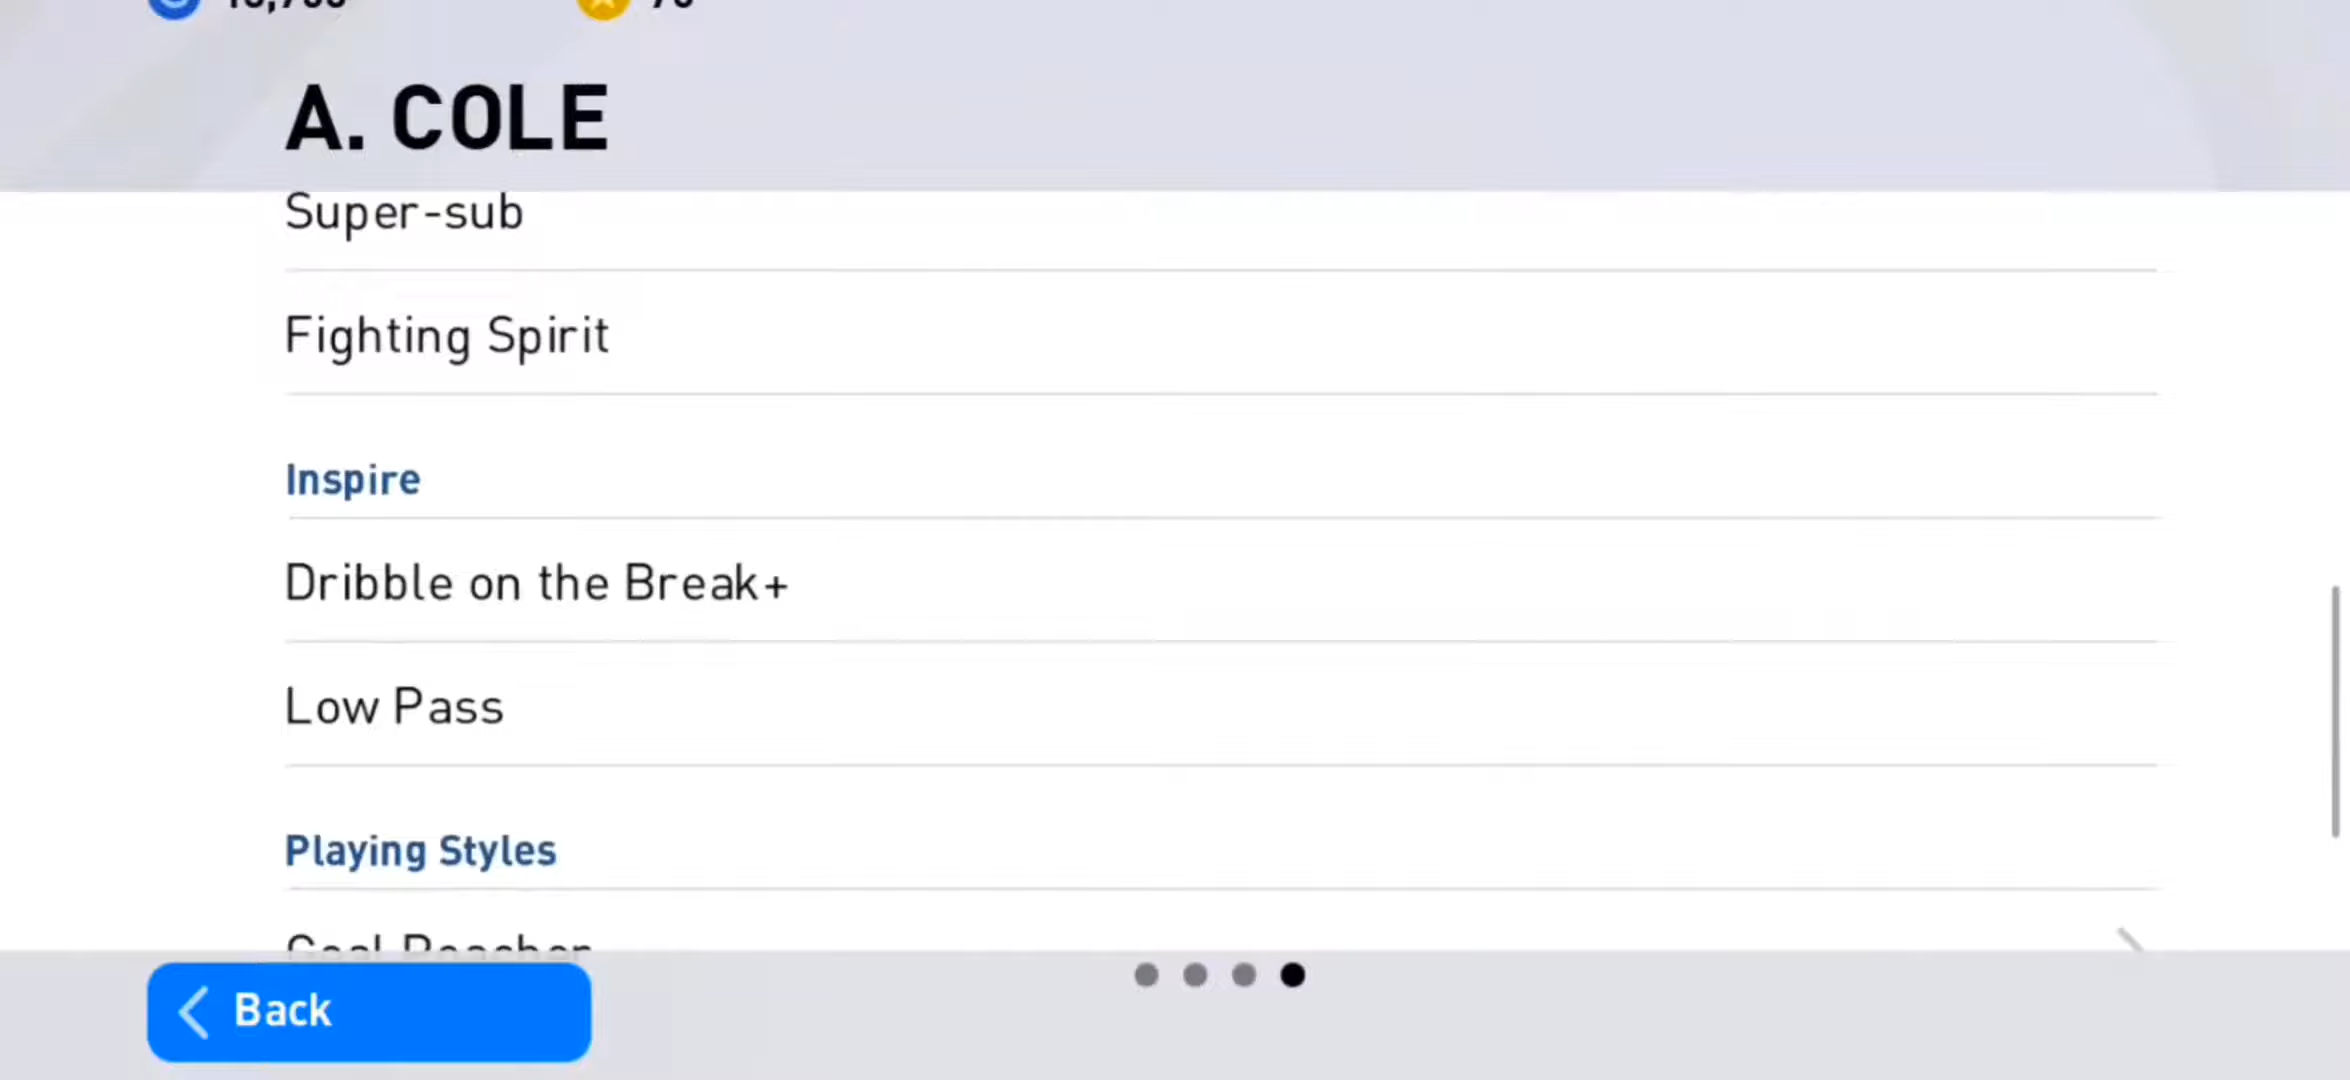 A. COLE
Super-sub
Fighting Spirit
Inspire
Dribble on the Break+
Low Pass
Playing Styles
Back